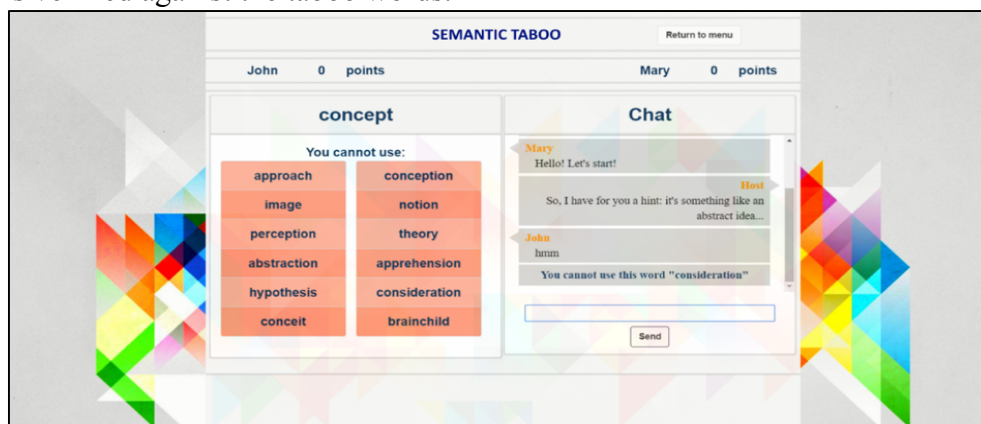 SEMANTIC TABOO
Return to menu
John 0 points
Mary 0 points
concept
You cannot use:
approach conception
image notion
perception theory
abstraction apprehension
hypothesis consideration
conceit brainchild
Chat
Mary
Hello! Let's start!
Host
So, I have for you a hint: it's something like an
abstract idea...
John
hmm
You cannot use this word "consideration"
Send